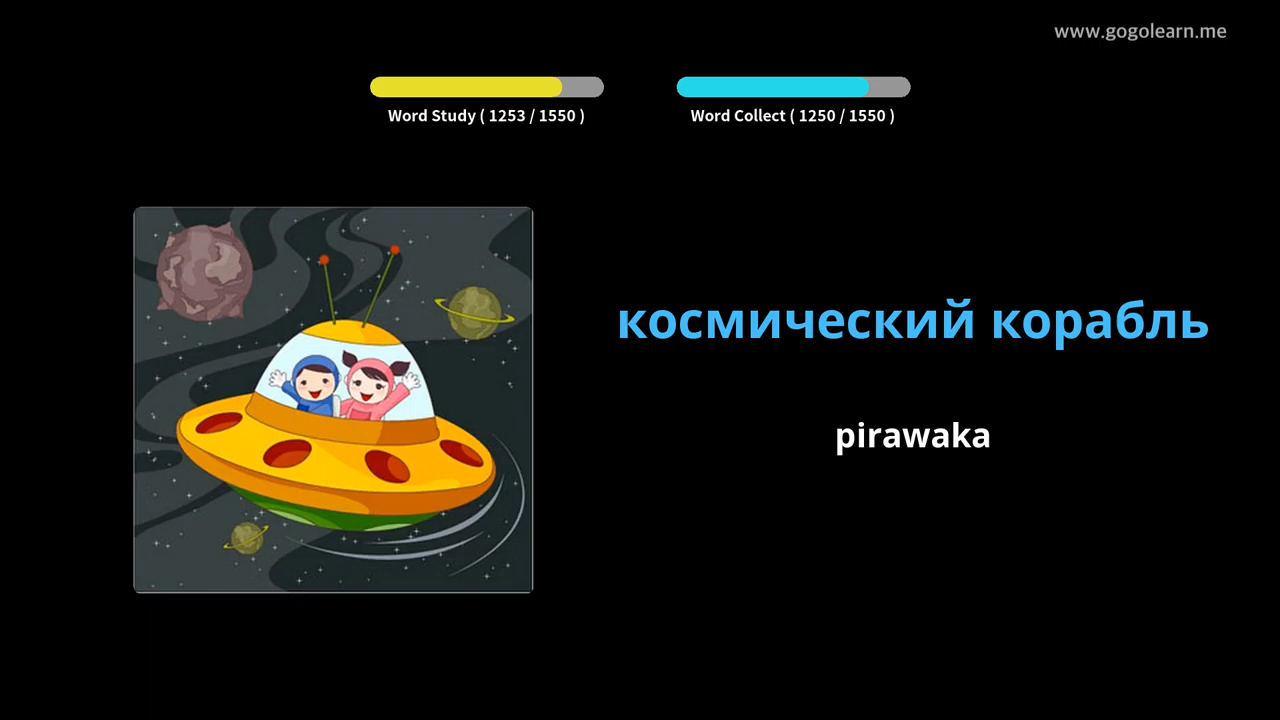 www.gogolearn.me
Word Study ( 1253 / 1550 )
Word Collect ( 1250 / 1550 )
космический корабль
pirawaka